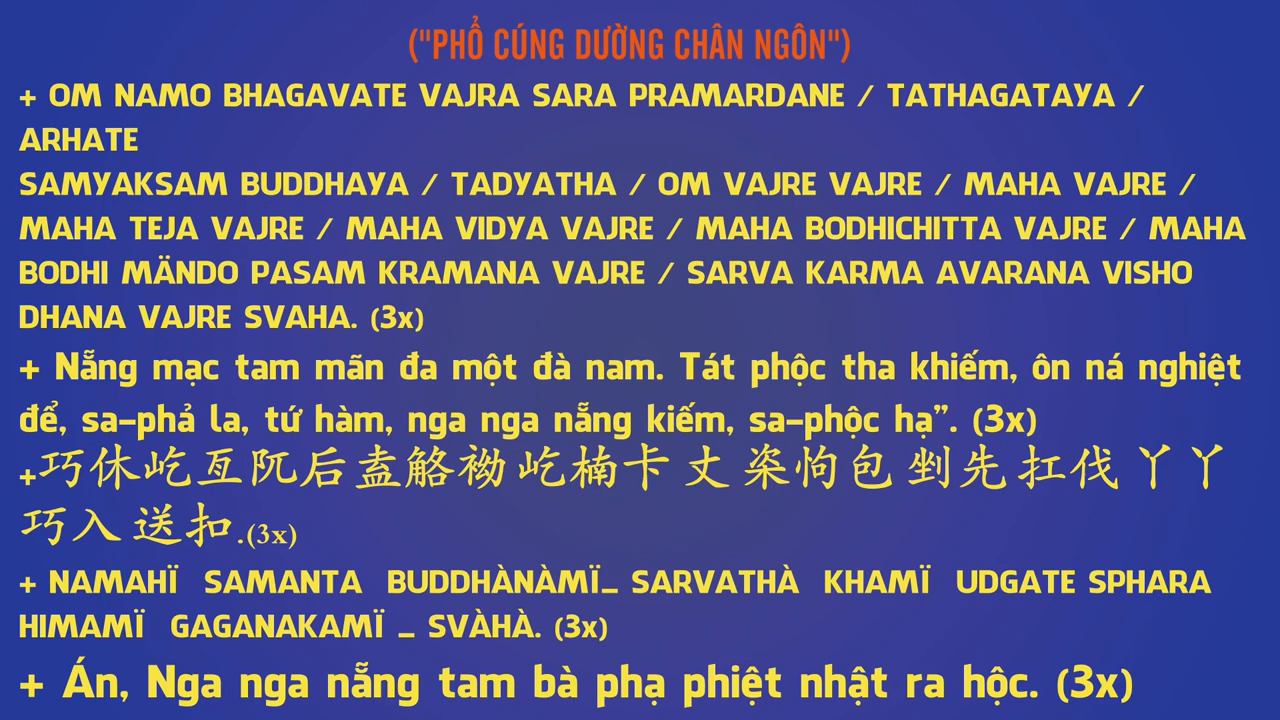 ("PHỔ CÚNG DƯỜNG CHÂN NGÔN")
+ OM NAMO BHAGAVATE VAJRA SARA PRAMARDANE / TATHAGATAYA /
ARHATE
SAMYAKSAM BUDDHAYA / TADYATHA / OM VAJRE VAJRE / MAHA VAJRE /
MAHA TEJA VAJRE / MAHA VIDYA VAJRE / MAHA BODHICHITTA VAJRE / MAHA
BODHI MÄNDO PASAM KRAMANA VAJRE / SARVA KARMA AVARANA VISHO
DHANA VAJRE SVAHA. (3x)
+ Nẵng mạc tam mãn đa một đà nam. Tát phộc tha khiếm, ôn ná nghiệt
để, sa-phả la, tứ hàm, nga nga nẵng kiếm, sa-phộc hạ”. (3x)
+巧休屹亙阢后盍觡袎屹楠卡丈楶怐包剉先扛伐丫丫
巧入送扣.(3x)
+ NAMAHÏ SAMANTA BUDDHÀNÀMÏ_ SARVATHÀ KHAMÏ UDGATE SPHARA
HIMAMÏ GAGANAKAMÏ _ SVÀHÀ. (3x)
+ Án, Nga nga nẵng tam bà phạ phiệt nhật ra hộc. (3x)